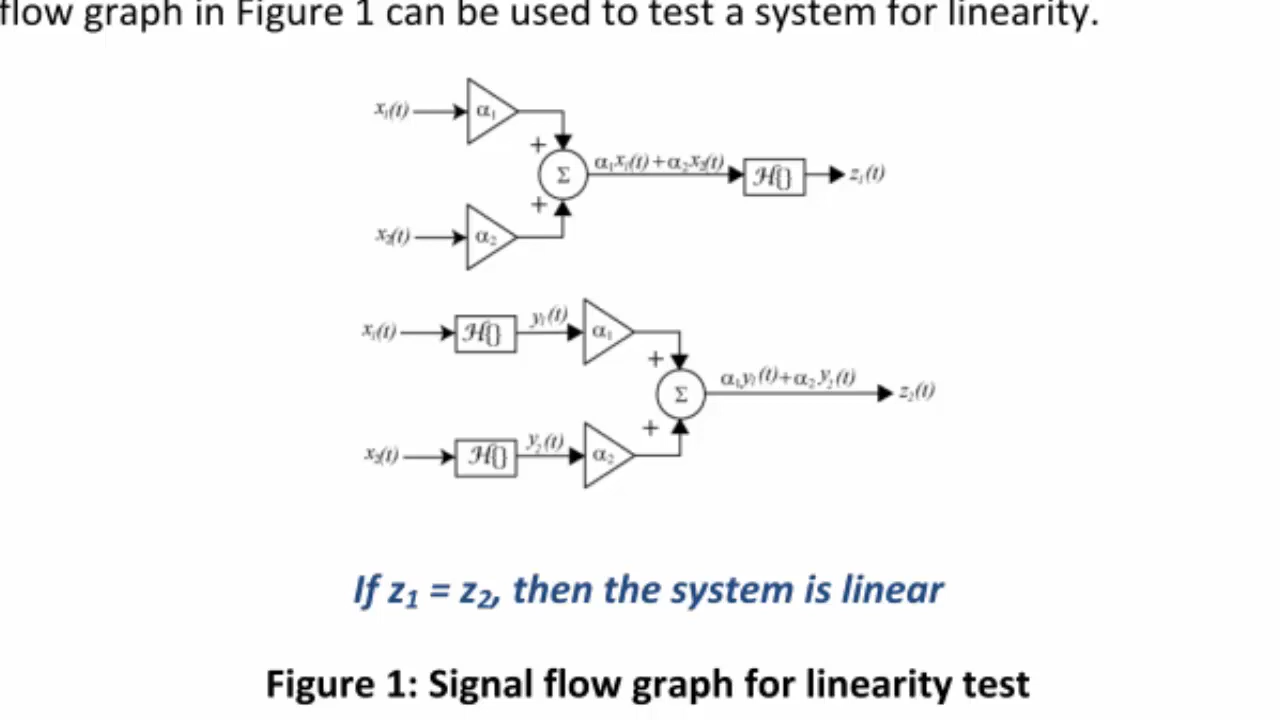 flow graph in Figure 1 can be used to test a system for linearity.
x₁(t) α₁
+
Σ α₁x₁(t)+α₂x₂(t) ℋ{} z₁(t)
+
x₂(t) α₂
x₁(t) ℋ{} y₁(t) α₁
+
Σ α₁y₁(t)+α₂y₂(t) z₂(t)
+
x₂(t) ℋ{} y₂(t) α₂
If z₁ = z₂, then the system is linear
Figure 1: Signal flow graph for linearity test